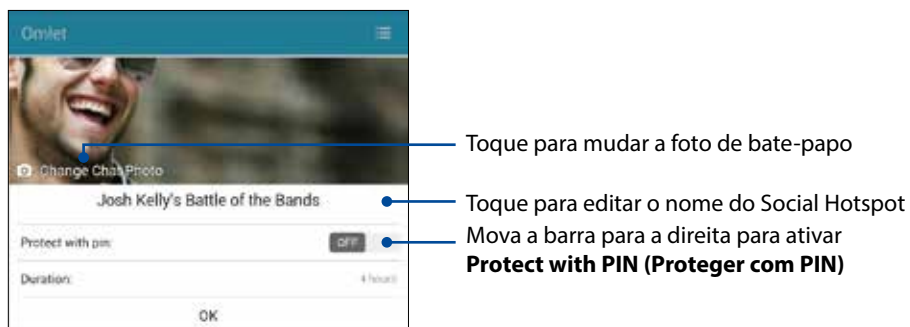 Omlet
Change Chat Photo
Toque para mudar a foto de bate-papo
Josh Kelly's Battle of the Bands
Toque para editar o nome do Social Hotspot
Protect with pin:
OFF
Mova a barra para a direita para ativar
Protect with PIN (Proteger com PIN)
Duration:
4 hours
OK